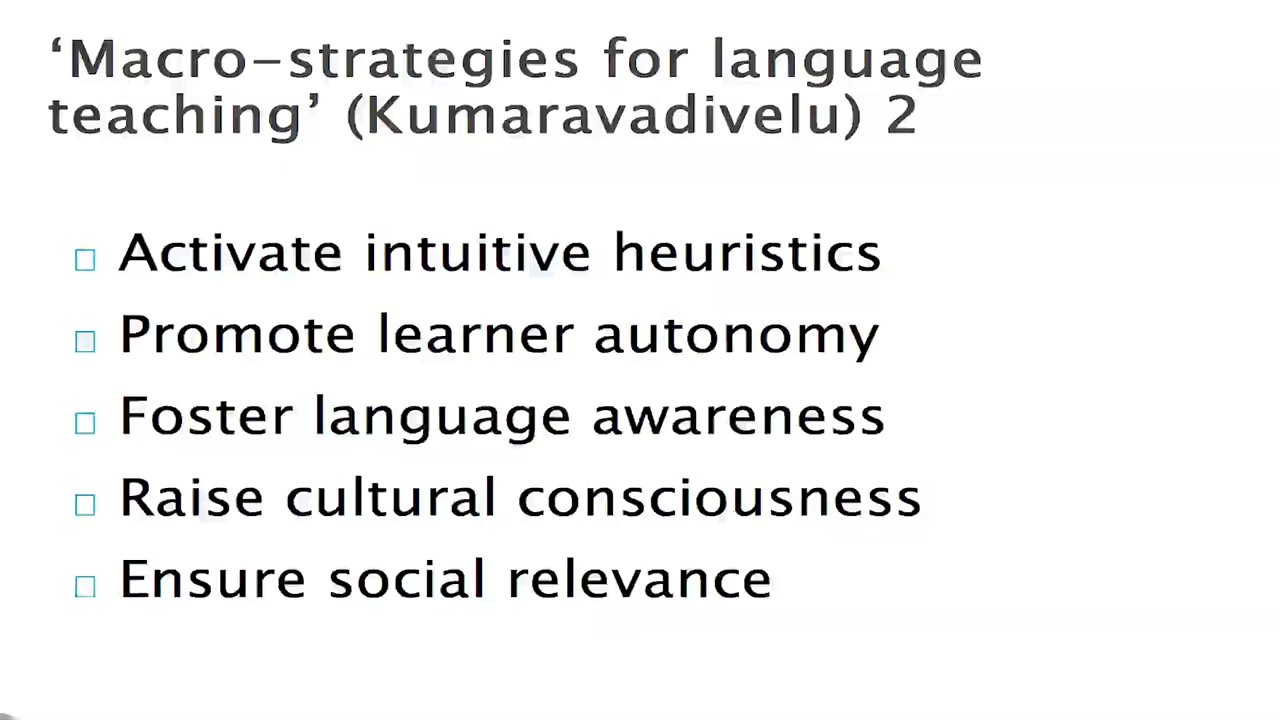 ‘Macro-strategies for language
teaching’ (Kumaravadivelu) 2
Activate intuitive heuristics
Promote learner autonomy
Foster language awareness
Raise cultural consciousness
Ensure social relevance